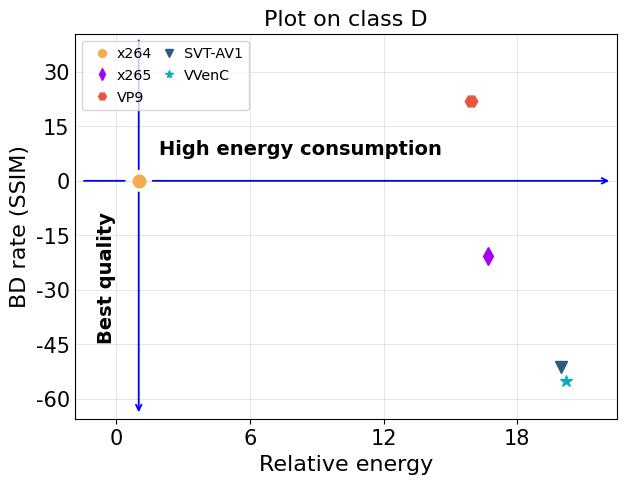 Plot on class D
x264
x265
VP9
SVT-AV1
VVenC
High energy consumption
Best quality
BD rate (SSIM)
30
15
0
-15
-30
-45
-60
0 6 12 18
Relative energy